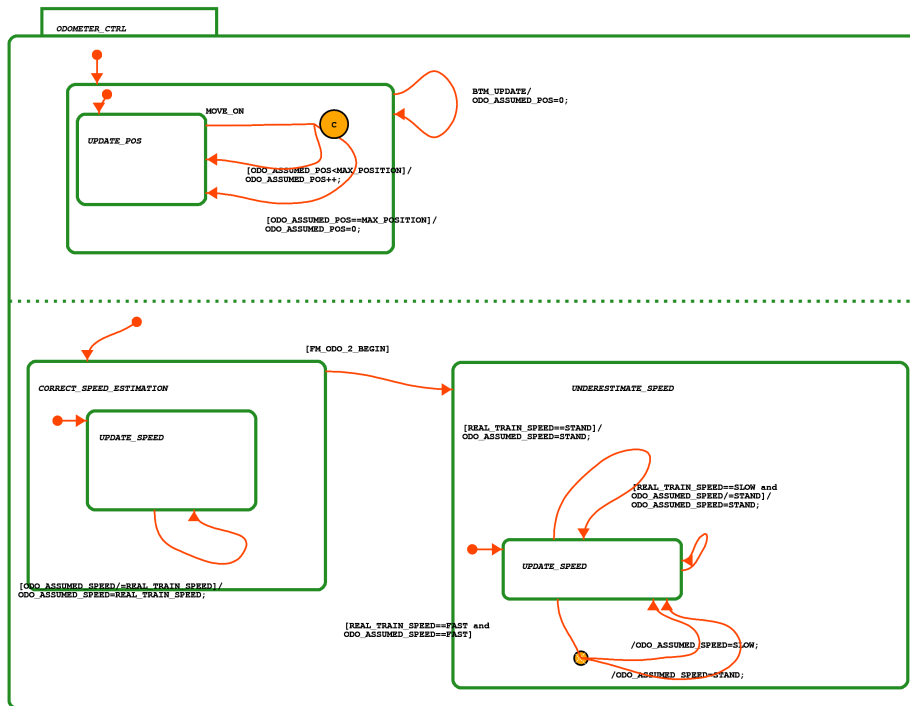 ODOMETER_CTRL
BTM_UPDATE/
ODO_ASSUMED_POS=0;
MOVE_ON
C
UPDATE_POS
[ODO_ASSUMED_POS<MAX_POSITION]/
ODO_ASSUMED_POS++;
[ODO_ASSUMED_POS==MAX_POSITION]/
ODO_ASSUMED_POS=0;
[FM_ODO_2_BEGIN]
CORRECT_SPEED_ESTIMATION
UNDERESTIMATE_SPEED
UPDATE_SPEED
[REAL_TRAIN_SPEED==STAND]/
ODO_ASSUMED_SPEED=STAND;
[REAL_TRAIN_SPEED==SLOW and
ODO_ASSUMED_SPEED/=STAND]/
ODO_ASSUMED_SPEED=STAND;
UPDATE_SPEED
[ODO_ASSUMED_SPEED/=REAL_TRAIN_SPEED]/
ODO_ASSUMED_SPEED=REAL_TRAIN_SPEED;
[REAL_TRAIN_SPEED==FAST and
ODO_ASSUMED_SPEED==FAST]
/ODO_ASSUMED_SPEED=SLOW;
/ODO_ASSUMED_SPEED=STAND;